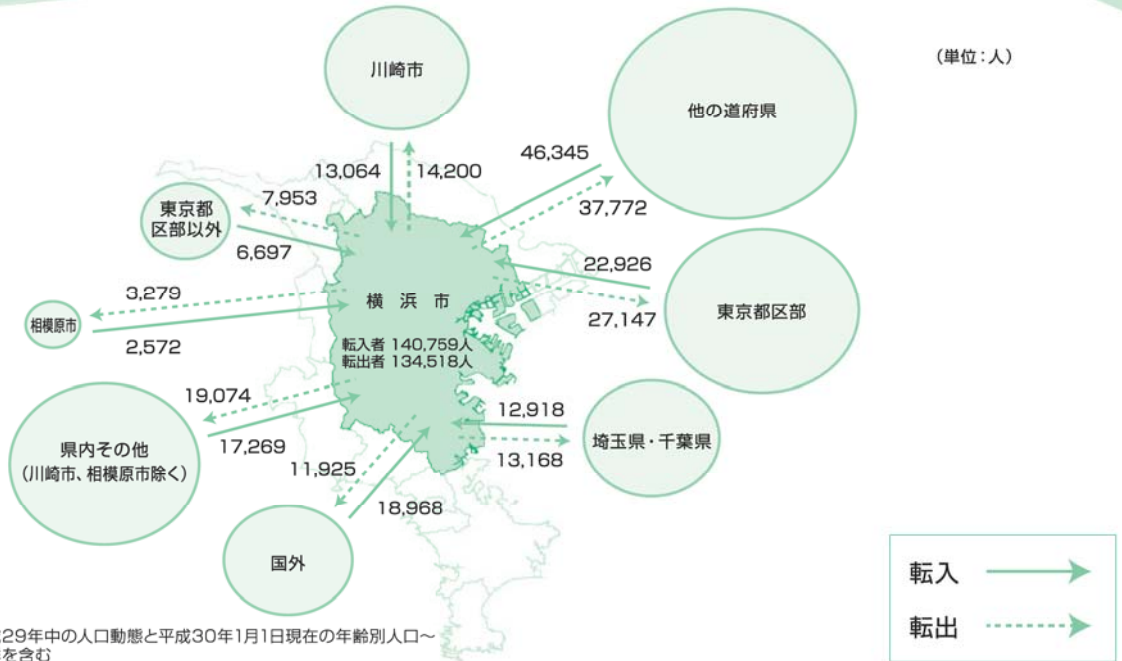 (単位:人)
川崎市
他の道府県
13,064
14,200
46,345
37,772
東京都
区部以外
7,953
6,697
22,926
27,147
東京都区部
相模原市
3,279
2,572
横浜市
転入者 140,759人
転出者 134,518人
県内その他
(川崎市、相模原市除く)
19,074
17,269
12,918
13,168
埼玉県・千葉県
国外
11,925
18,968
転入
転出
29年中の人口動態と平成30年1月1日現在の年齢別人口~
を含む